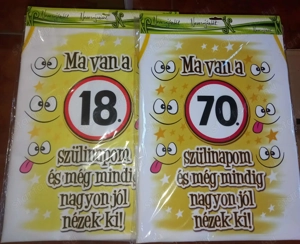 Ma van a
18.
szülinapom
és még mindig
nagyon jól
nézek ki!
Ma van a
70.
szülinapom
és még mindig
nagyon jól
nézek ki!